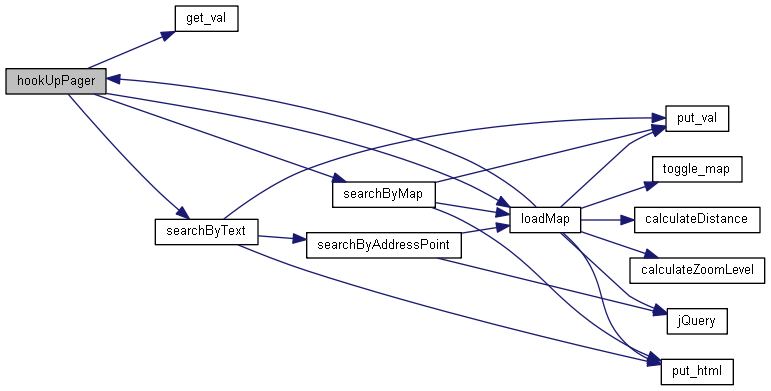 get_val
hookUpPager
put_val
toggle_map
searchByMap
loadMap
calculateDistance
searchByText
searchByAddressPoint
calculateZoomLevel
jQuery
put_html